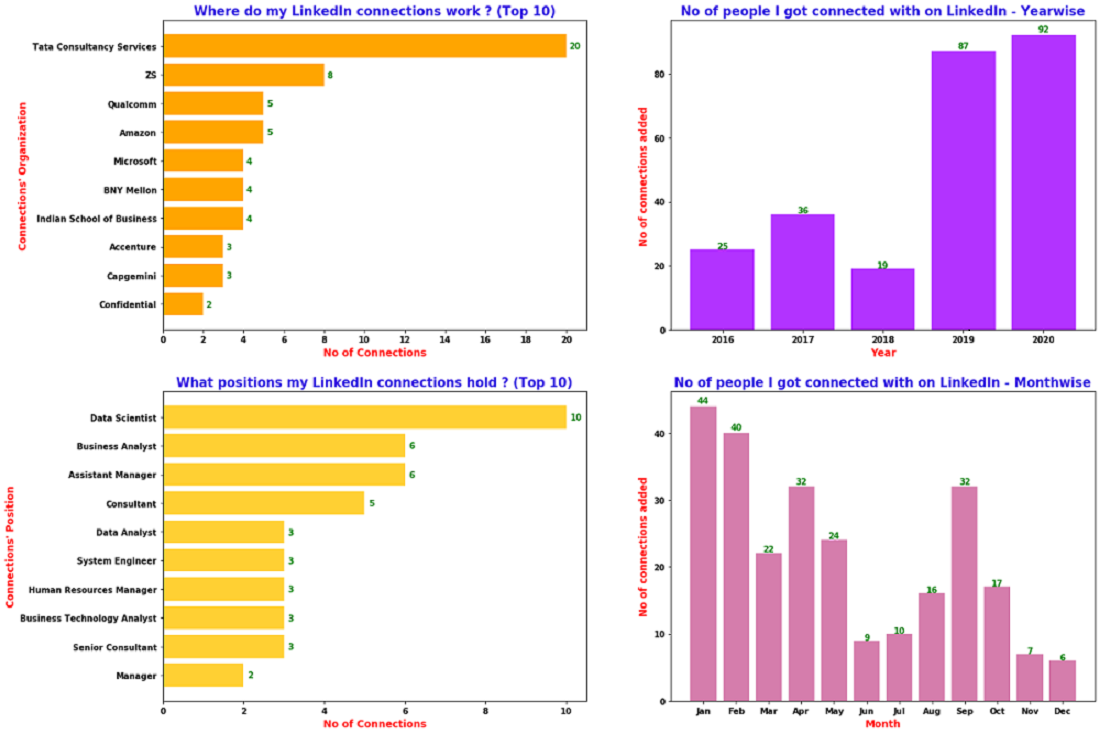 Where do my LinkedIn connections work ? (Top 10)
Connections' Organization
Tata Consultancy Services
20
ZS
8
Qualcomm
5
Amazon
5
Microsoft
4
BNY Mellon
4
Indian School of Business
4
Accenture
3
Capgemini
3
Confidential
2
0 2 4 6 8 10 12 14 16 18 20
No of Connections
No of people I got connected with on LinkedIn - Yearwise
No of connections added
80
60
40
20
0
25 36 19 87 92
2016 2017 2018 2019 2020
Year
What positions my LinkedIn connections hold ? (Top 10)
Connections' Position
Data Scientist
10
Business Analyst
6
Assistant Manager
6
Consultant
5
Data Analyst
3
System Engineer
3
Human Resources Manager
3
Business Technology Analyst
3
Senior Consultant
3
Manager
2
0 2 4 6 8 10
No of Connections
No of people I got connected with on LinkedIn - Monthwise
No of connections added
40
30
20
10
0
44 40 22 32 24 9 10 16 32 17 7 6
Jan Feb Mar Apr May Jun Jul Aug Sep Oct Nov Dec
Month